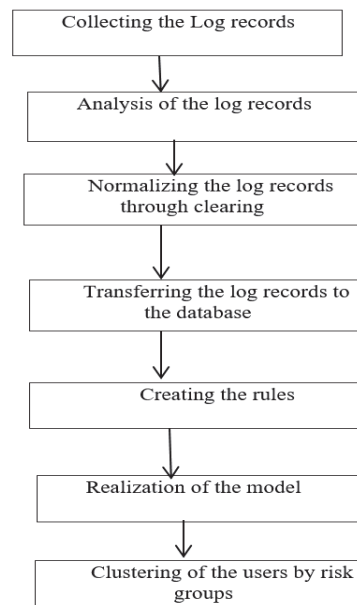 Collecting the Log records
Analysis of the log records
Normalizing the log records
through clearing
Transferring the log records to
the database
Creating the rules
Realization of the model
Clustering of the users by risk
groups